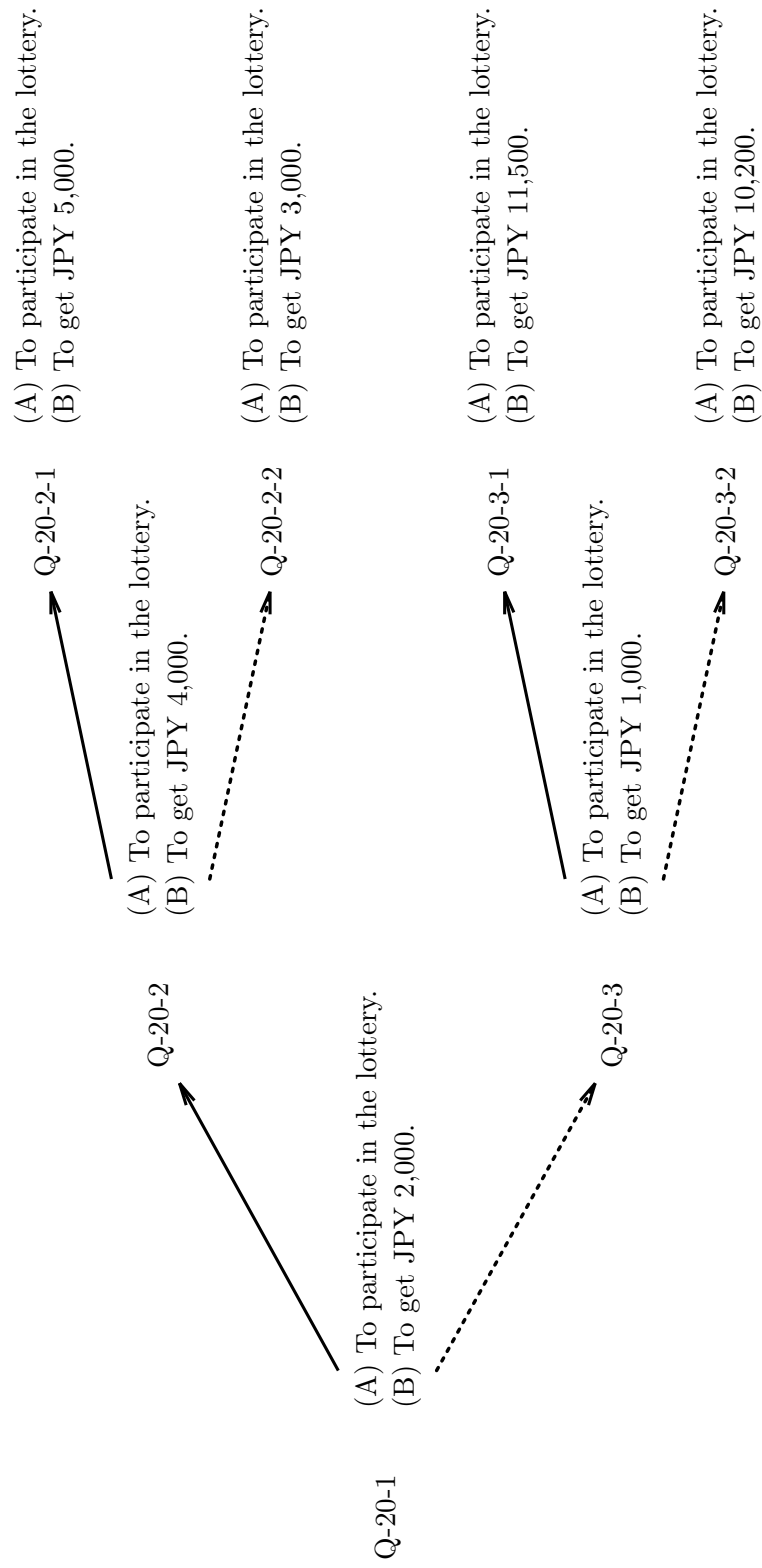 Q-20-1
(A) To participate in the lottery.
(B) To get JPY 2,000.
Q-20-2
(A) To participate in the lottery.
(B) To get JPY 4,000.
Q-20-3
(A) To participate in the lottery.
(B) To get JPY 1,000.
Q-20-2-1
(A) To participate in the lottery.
(B) To get JPY 5,000.
Q-20-2-2
(A) To participate in the lottery.
(B) To get JPY 3,000.
Q-20-3-1
(A) To participate in the lottery.
(B) To get JPY 11,500.
Q-20-3-2
(A) To participate in the lottery.
(B) To get JPY 10,200.